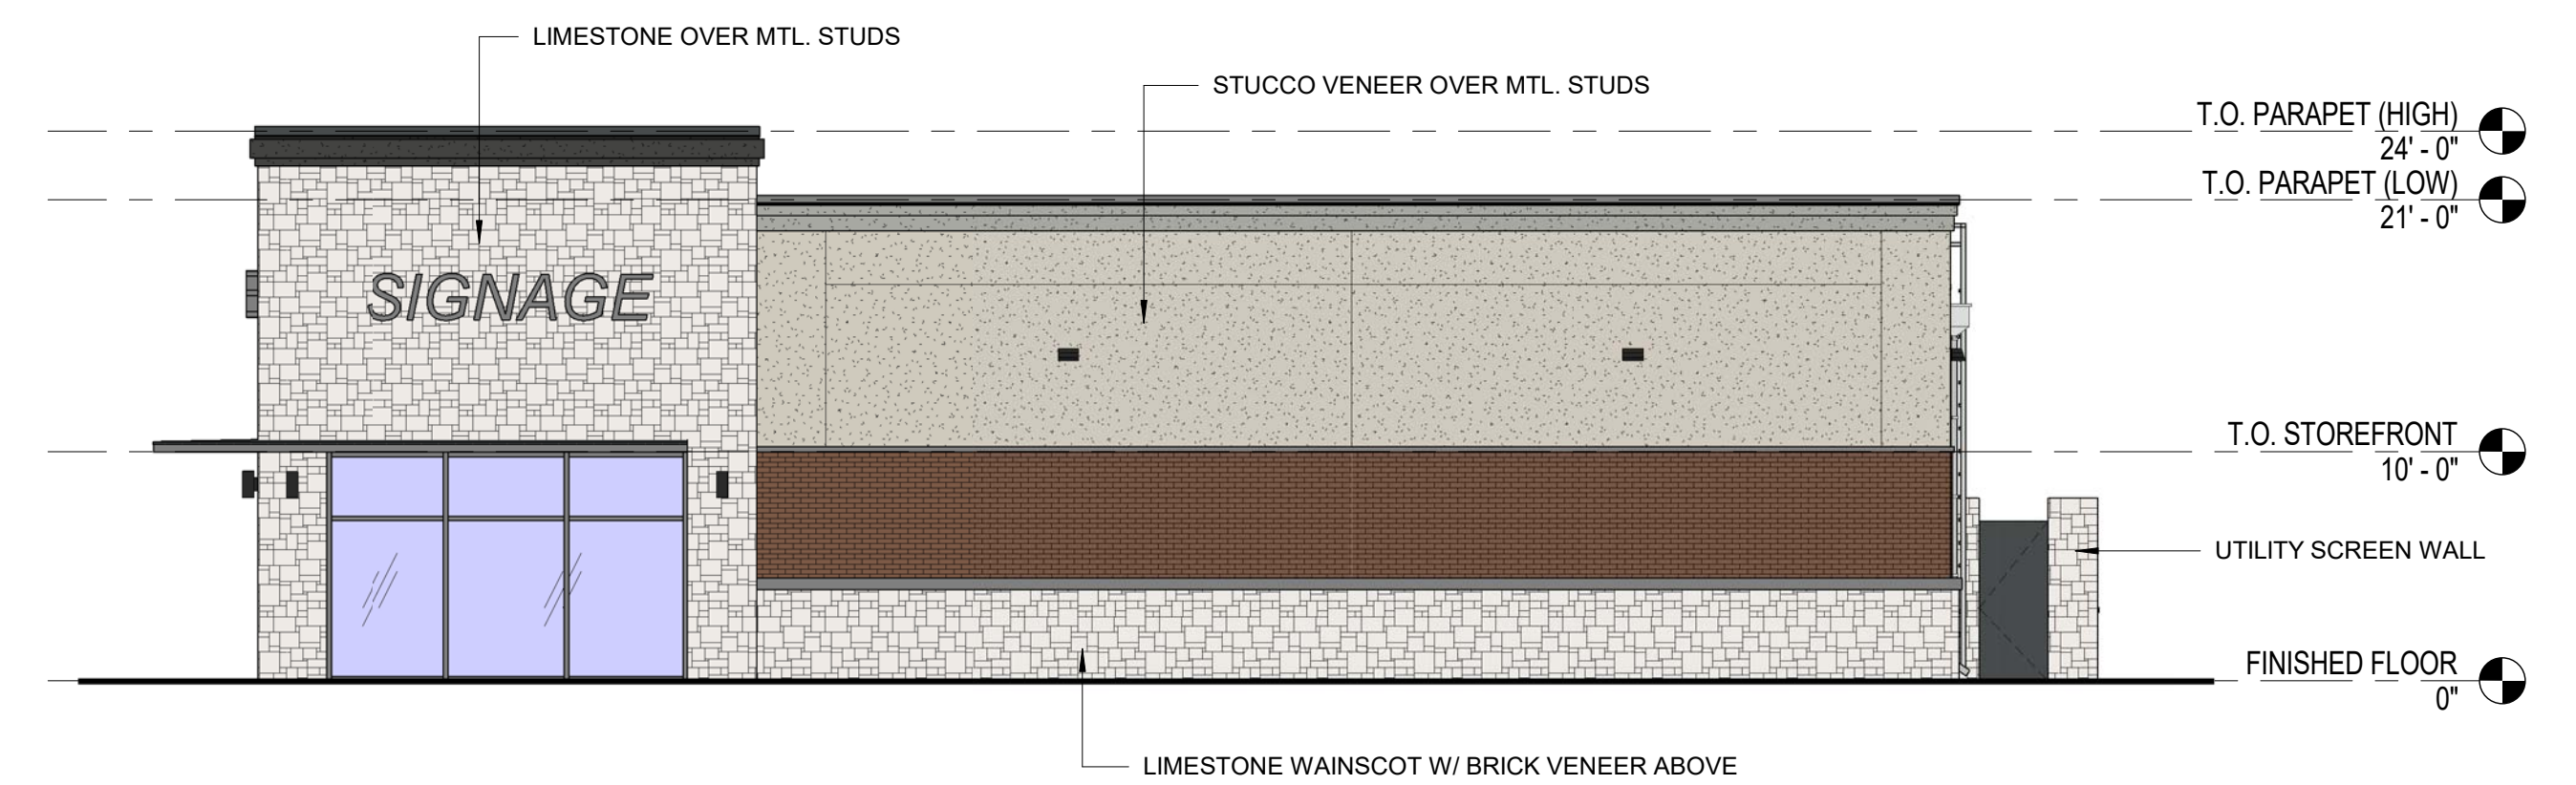 LIMESTONE OVER MTL. STUDS
STUCCO VENEER OVER MTL. STUDS
T.O. PARAPET (HIGH)
24' - 0"
T.O. PARAPET (LOW)
21' - 0"
SIGNAGE
T.O. STOREFRONT
10' - 0"
UTILITY SCREEN WALL
FINISHED FLOOR
0"
LIMESTONE WAINSCOT W/ BRICK VENEER ABOVE